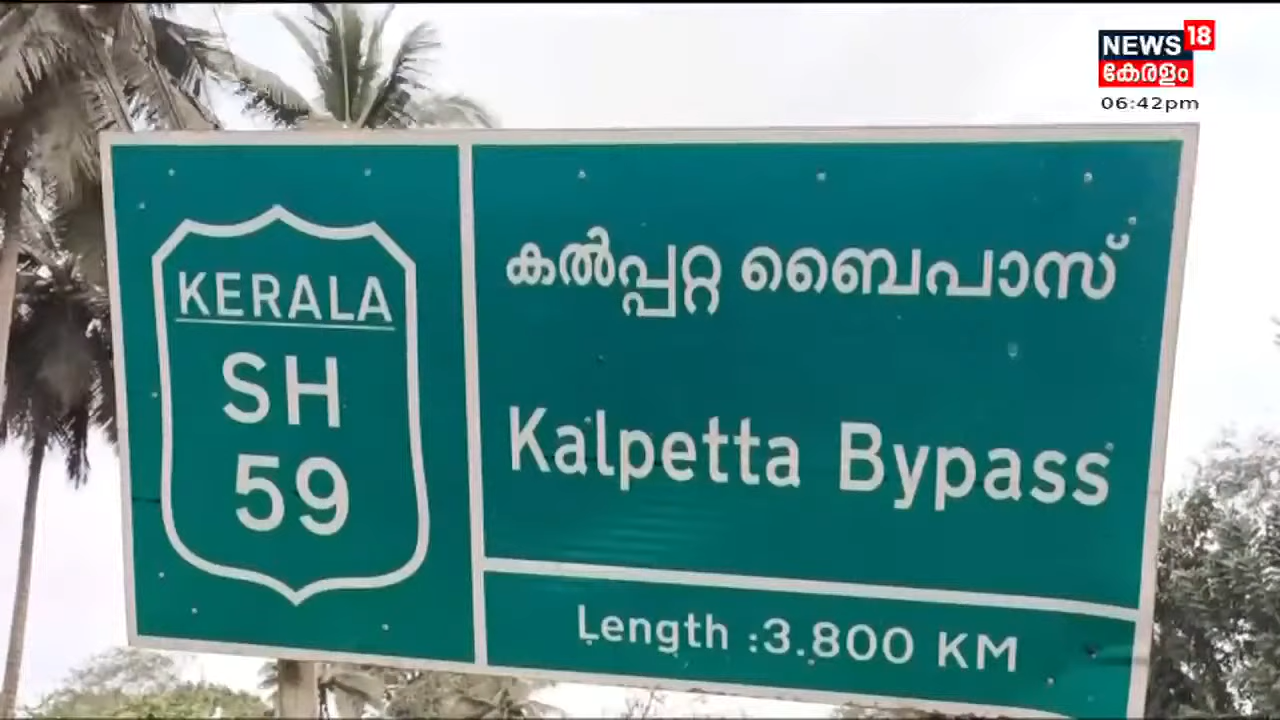 NEWS 18
കേരളം
06:42pm
KERALA
SH
59
കൽപ്പറ്റ ബൈപാസ്
Kalpetta Bypass
Length :3.800 KM